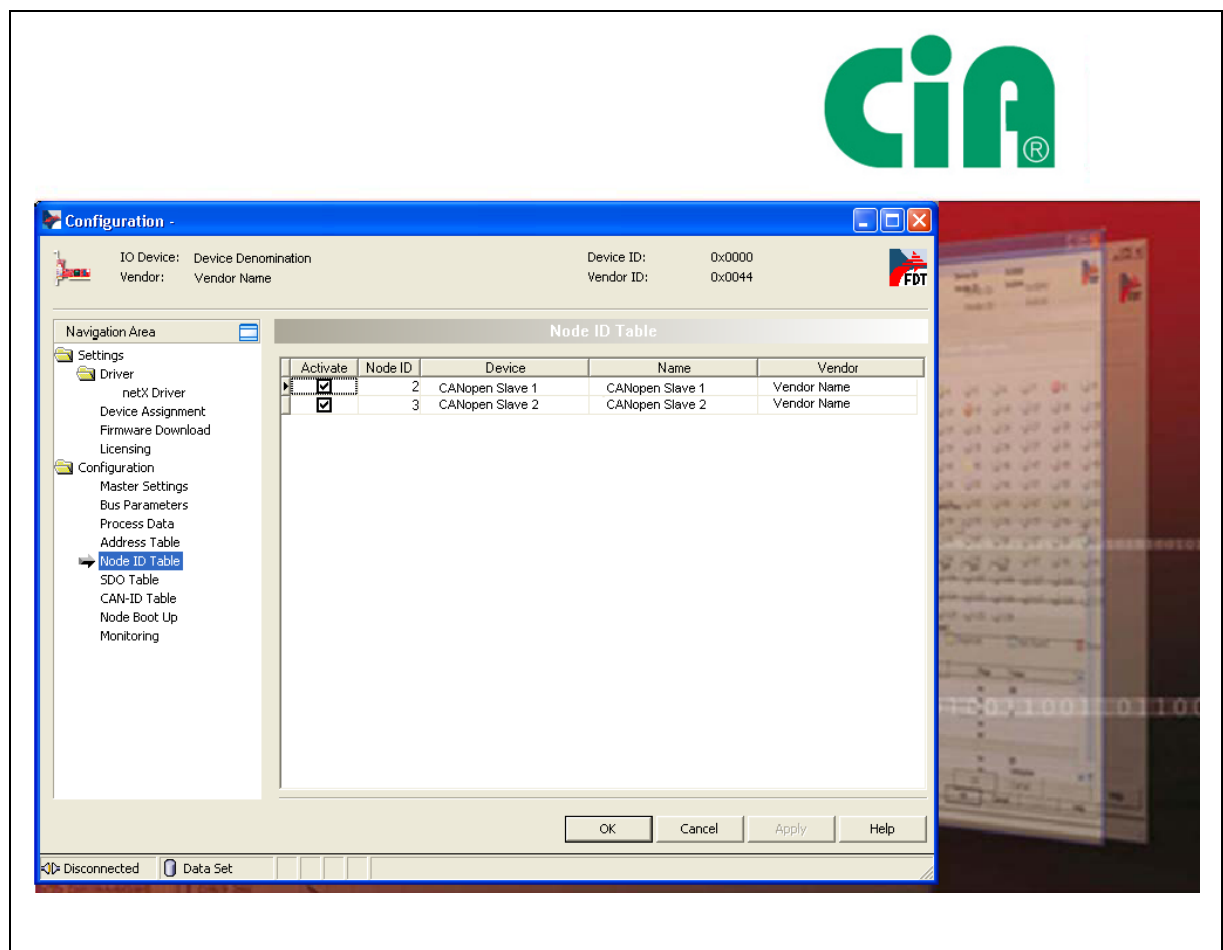 CiA®
Configuration -
IO Device: Device Denomination Device ID: 0x0000
Vendor: Vendor Name Vendor ID: 0x0044
FDT
Navigation Area
Settings
Driver
netX Driver
Device Assignment
Firmware Download
Licensing
Configuration
Master Settings
Bus Parameters
Process Data
Address Table
Node ID Table
SDO Table
CAN-ID Table
Node Boot Up
Monitoring
Node ID Table
Activate Node ID Device Name Vendor
2 CANopen Slave 1 CANopen Slave 1 Vendor Name
3 CANopen Slave 2 CANopen Slave 2 Vendor Name
OK Cancel Apply Help
Disconnected Data Set